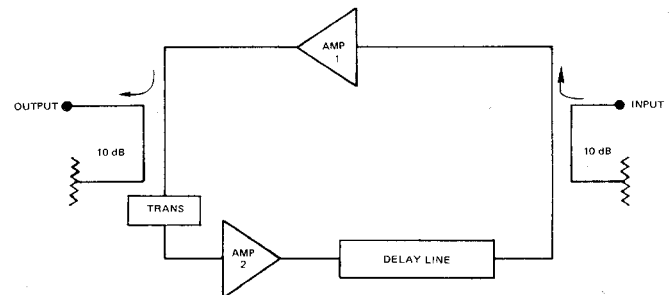 AMP
1
OUTPUT
INPUT
10 dB
10 dB
TRANS
AMP
2
DELAY LINE